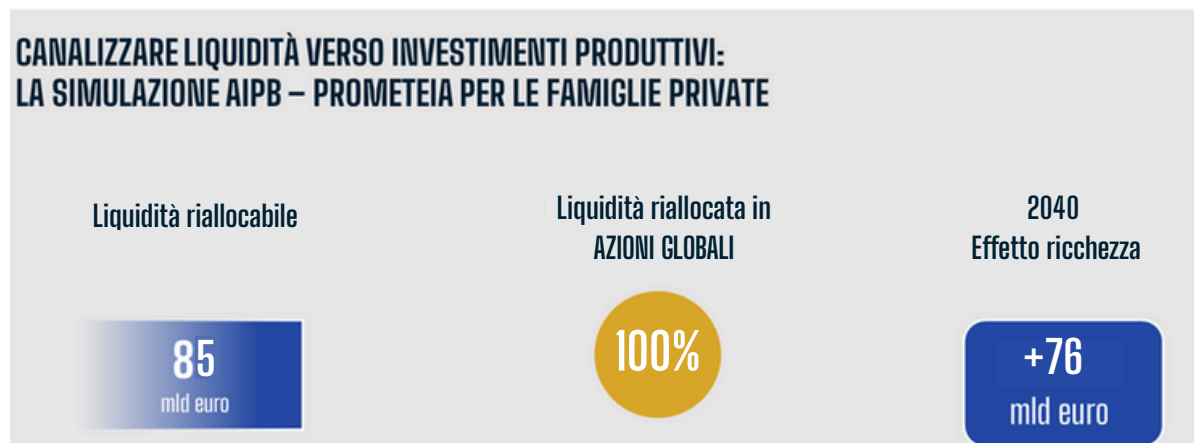 CANALIZZARE LIQUIDITÀ VERSO INVESTIMENTI PRODUTTIVI:
LA SIMULAZIONE AIPB – PROMETEIA PER LE FAMIGLIE PRIVATE
Liquidità riallocabile
85
mld euro
Liquidità riallocata in
AZIONI GLOBALI
100%
2040
Effetto ricchezza
+76
mld euro